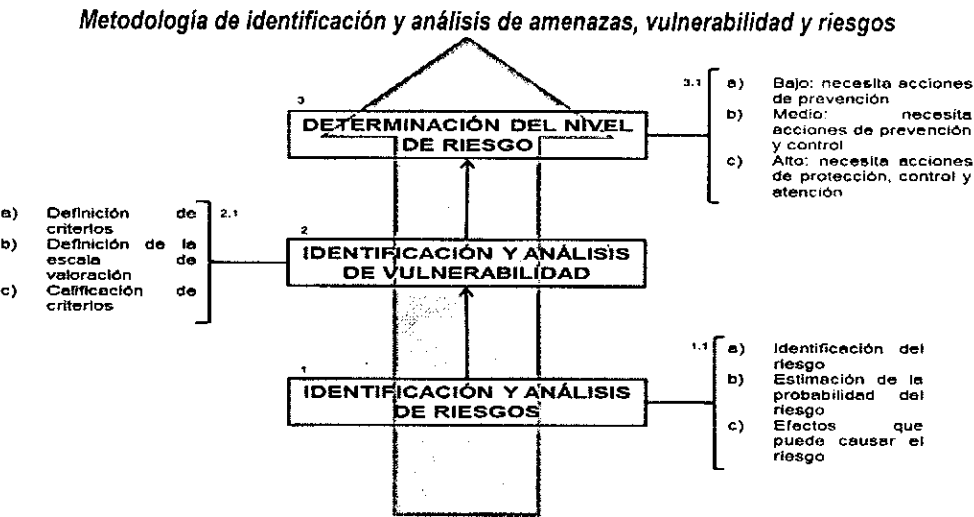 Metodología de identificación y análisis de amenazas, vulnerabilidad y riesgos
3
DETERMINACIÓN DEL NIVEL
DE RIESGO
3.1
a) Bajo: necesita acciones
de prevención
b) Medio: necesita
acciones de prevención
y control
c) Alto: necesita acciones
de protección, control y
atención
a) Definición de
criterios
b) Definición de la
escala de
valoración
c) Calificación de
criterios
2.1
2
IDENTIFICACIÓN Y ANÁLISIS
DE VULNERABILIDAD
1
IDENTIFICACIÓN Y ANÁLISIS
DE RIESGOS
1.1
a) Identificación del
riesgo
b) Estimación de la
probabilidad del
riesgo
c) Efectos que
puede causar el
riesgo